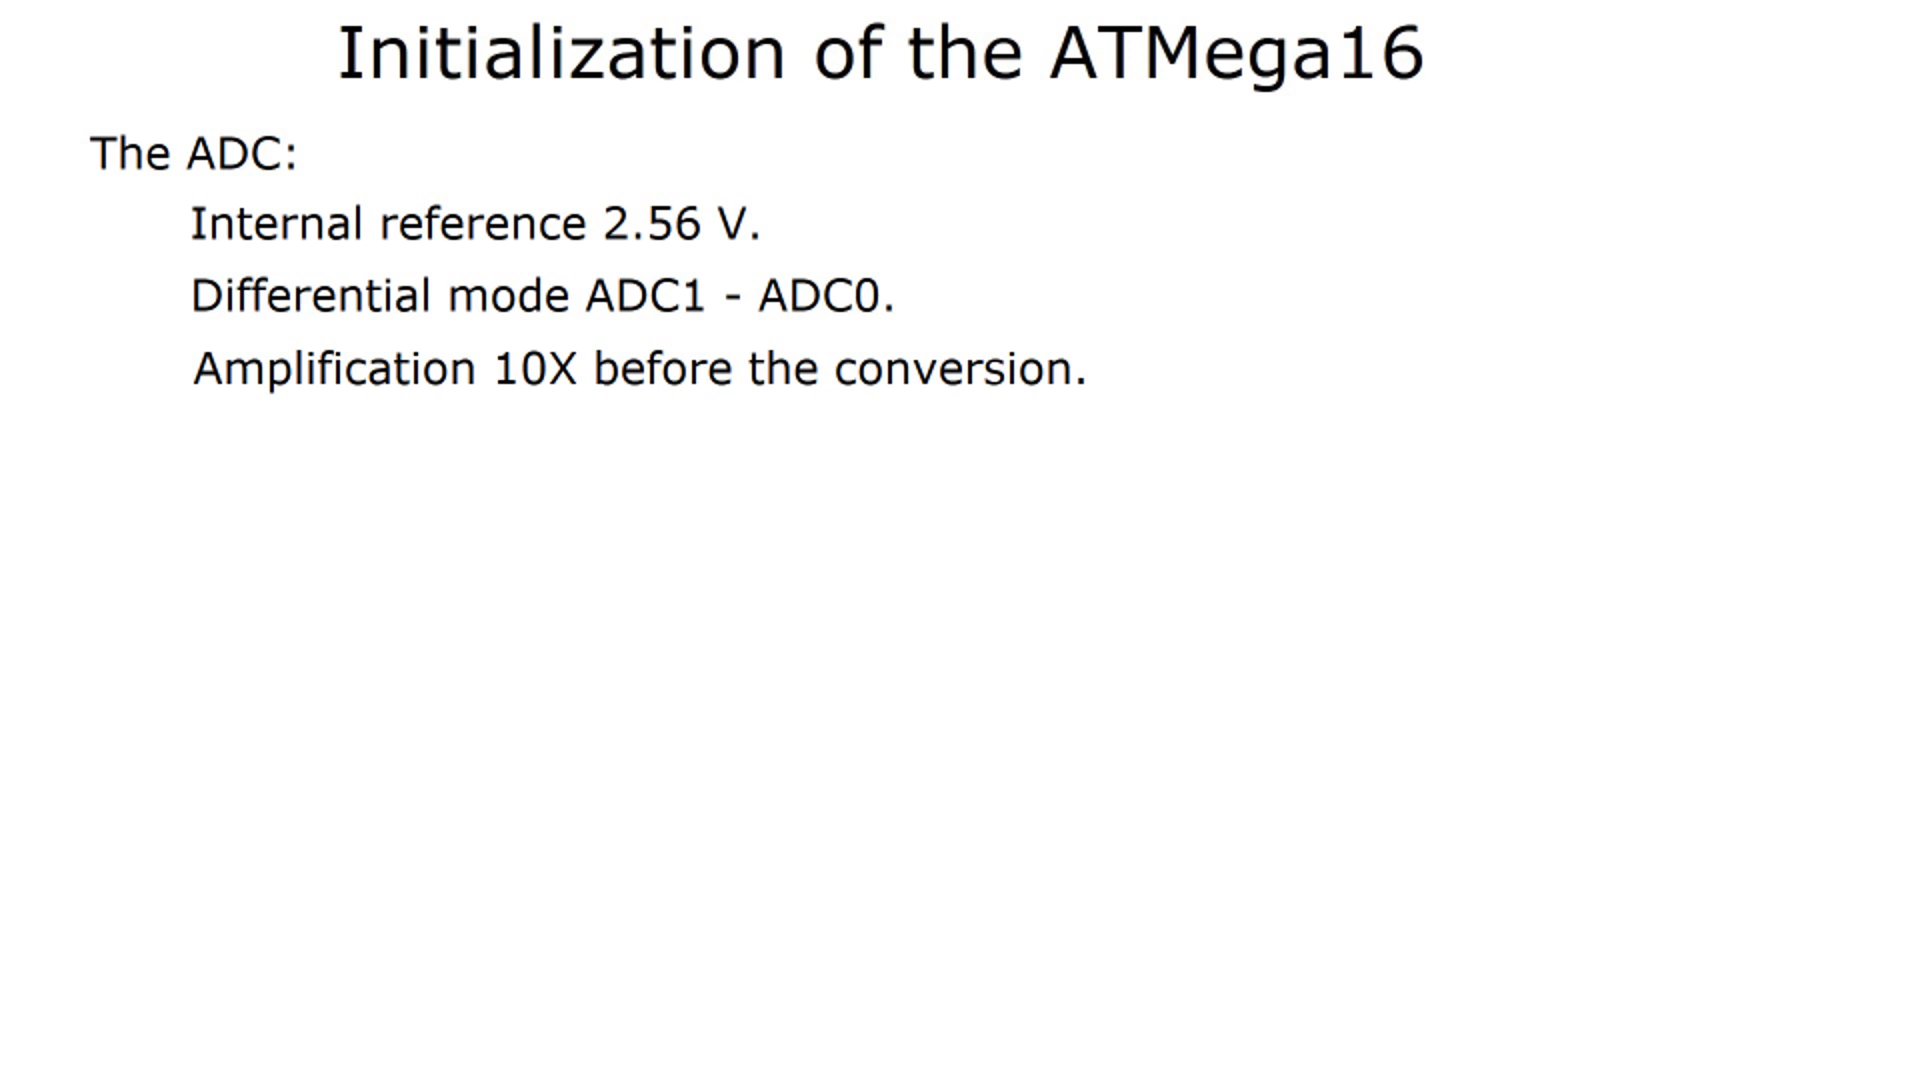 Initialization of the ATMega16
The ADC:
Internal reference 2.56 V.
Differential mode ADC1 - ADC0.
Amplification 10X before the conversion.